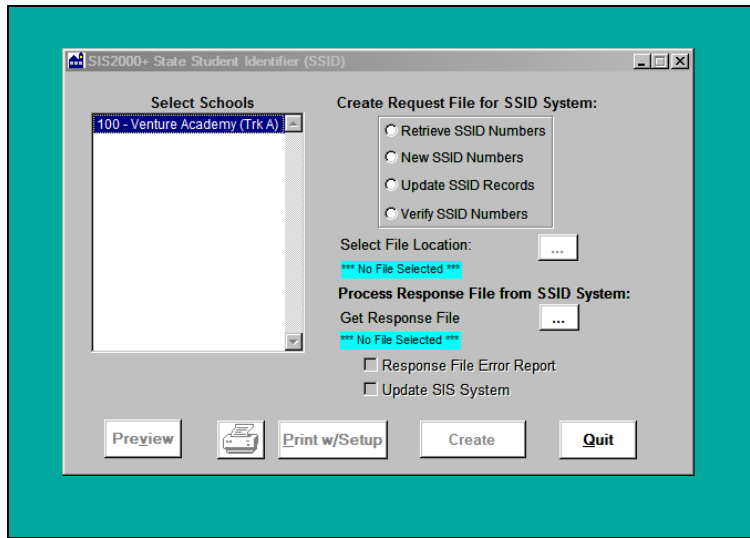 SIS2000+ State Student Identifier (SSID)
Select Schools
100 - Venture Academy (Trk A)
Create Request File for SSID System:
Retrieve SSID Numbers
New SSID Numbers
Update SSID Records
Verify SSID Numbers
Select File Location:
...
*** No File Selected ***
Process Response File from SSID System:
Get Response File
...
*** No File Selected ***
Response File Error Report
Update SIS System
Preview
Print w/Setup
Create
Quit